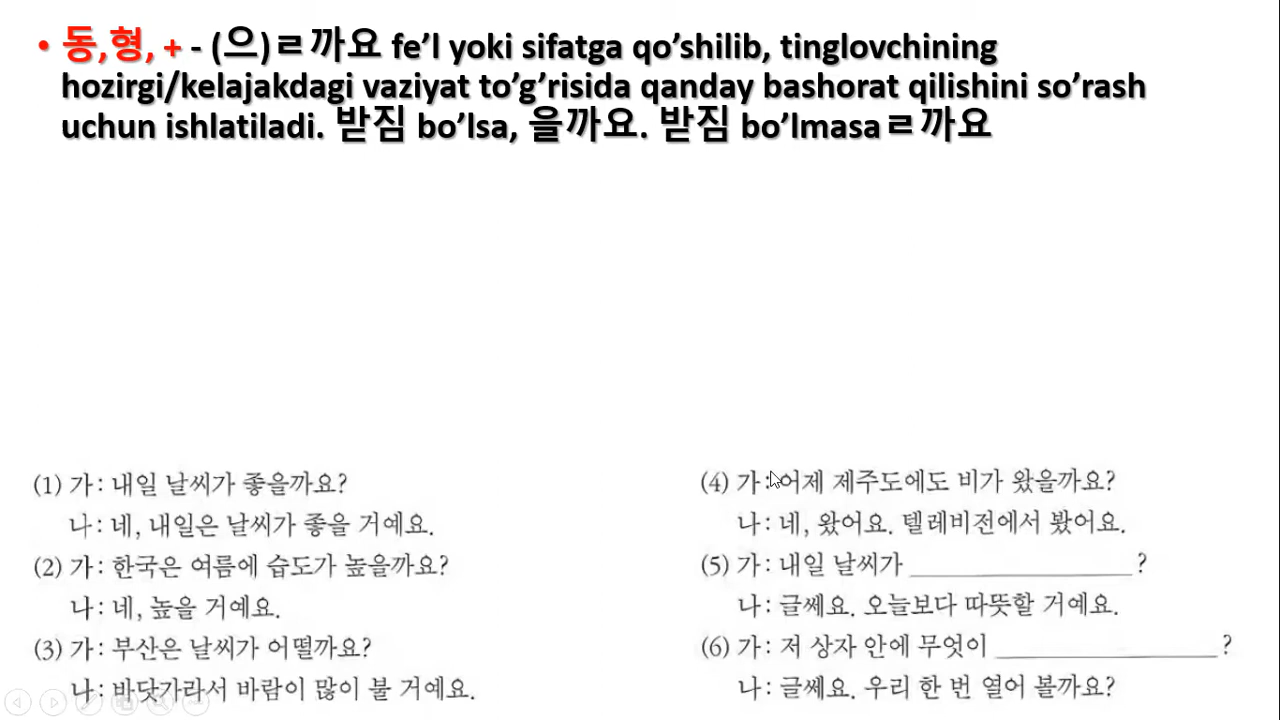 • 동,형, + - (으)ㄹ까요 fe’l yoki sifatga qo’shilib, tinglovchining
hozirgi/kelajakdagi vaziyat to’g’risida qanday bashorat qilishini so’rash
uchun ishlatiladi. 받짐 bo’lsa, 을까요. 받짐 bo’lmasaㄹ까요
(1) 가: 내일 날씨가 좋을까요?
나: 네, 내일은 날씨가 좋을 거예요.
(2) 가: 한국은 여름에 습도가 높을까요?
나: 네, 높을 거예요.
(3) 가: 부산은 날씨가 어떨까요?
나: 바닷가라서 바람이 많이 불 거예요.
(4) 가: 어제 제주도에도 비가 왔을까요?
나: 네, 왔어요. 텔레비전에서 봤어요.
(5) 가: 내일 날씨가 ____________?
나: 글쎄요. 오늘보다 따뜻할 거예요.
(6) 가: 저 상자 안에 무엇이 ____________?
나: 글쎄요. 우리 한 번 열어 볼까요?